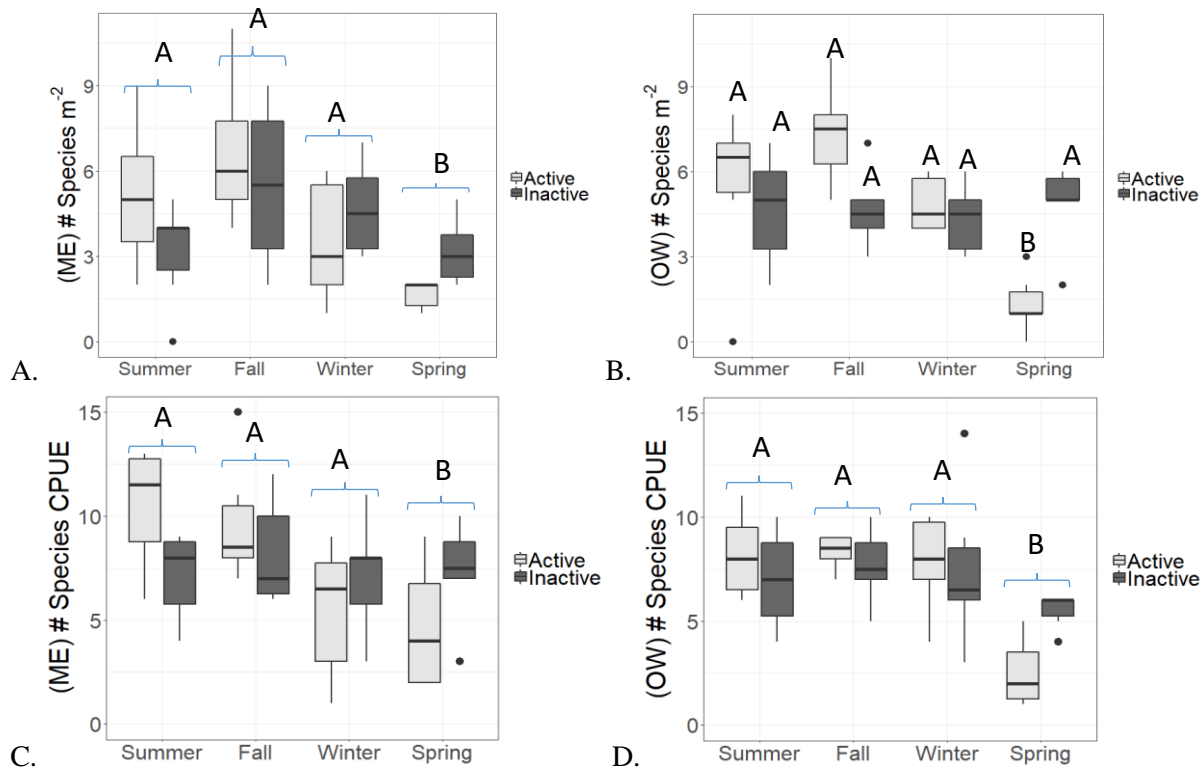 (ME) # Species m-2
9
6
3
0
A
A
A
B
Summer Fall Winter Spring
Active
Inactive
A.
(OW) # Species m-2
9
6
3
0
A
A
A
A
A
A
B
A
Summer Fall Winter Spring
Active
Inactive
B.
(ME) # Species CPUE
15
10
5
0
A
A
A
B
Summer Fall Winter Spring
Active
Inactive
C.
(OW) # Species CPUE
15
10
5
0
A
A
A
B
Summer Fall Winter Spring
Active
Inactive
D.